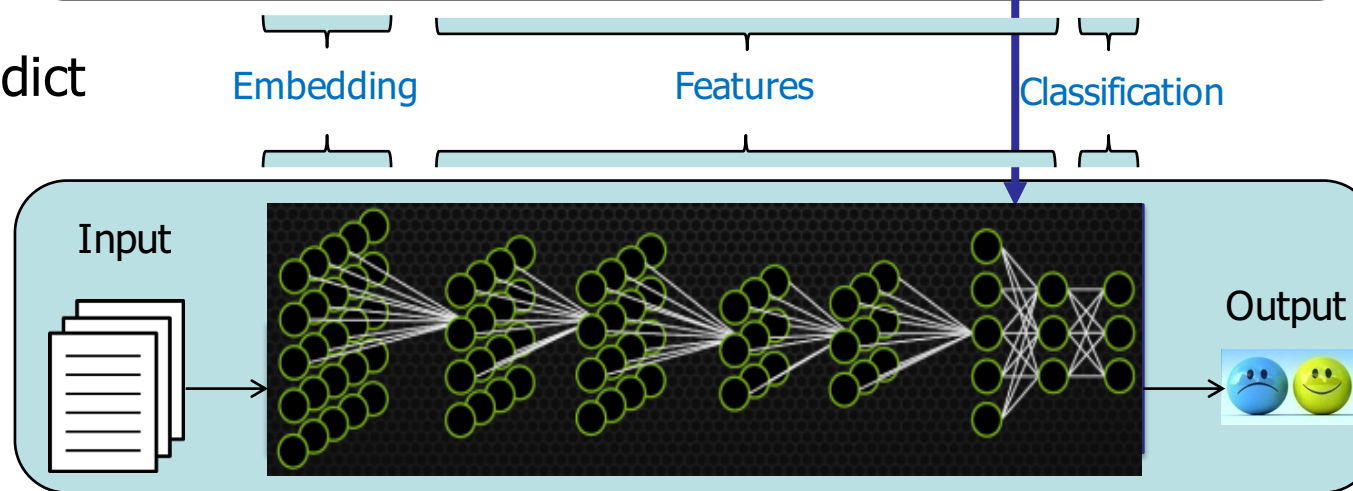 dict
Embedding
Features
Classification
Input
Output